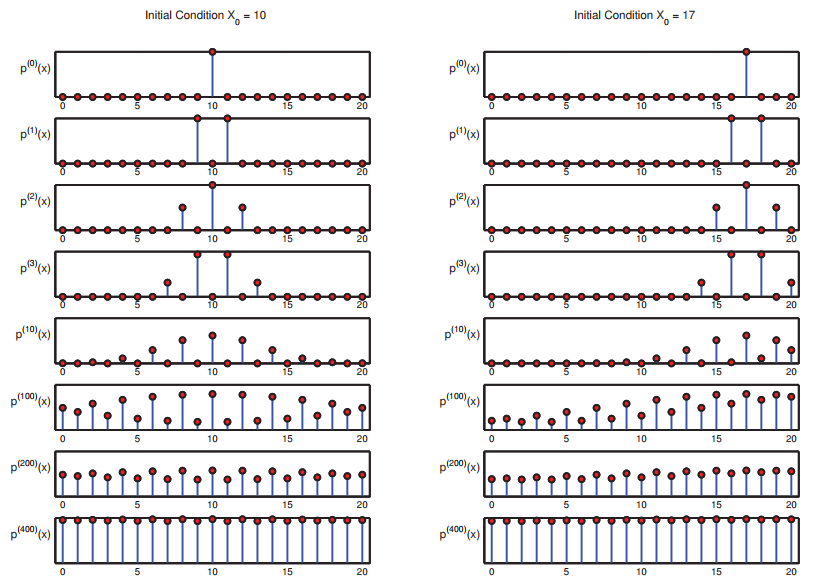 Initial Condition X0 = 10
p(0)(x)
0 5 10 15 20
p(1)(x)
0 5 10 15 20
p(2)(x)
0 5 10 15 20
p(3)(x)
0 5 10 15 20
p(10)(x)
0 5 10 15 20
p(100)(x)
0 5 10 15 20
p(200)(x)
0 5 10 15 20
p(400)(x)
0 5 10 15 20
Initial Condition X0 = 17
p(0)(x)
0 5 10 15 20
p(1)(x)
0 5 10 15 20
p(2)(x)
0 5 10 15 20
p(3)(x)
0 5 10 15 20
p(10)(x)
0 5 10 15 20
p(100)(x)
0 5 10 15 20
p(200)(x)
0 5 10 15 20
p(400)(x)
0 5 10 15 20